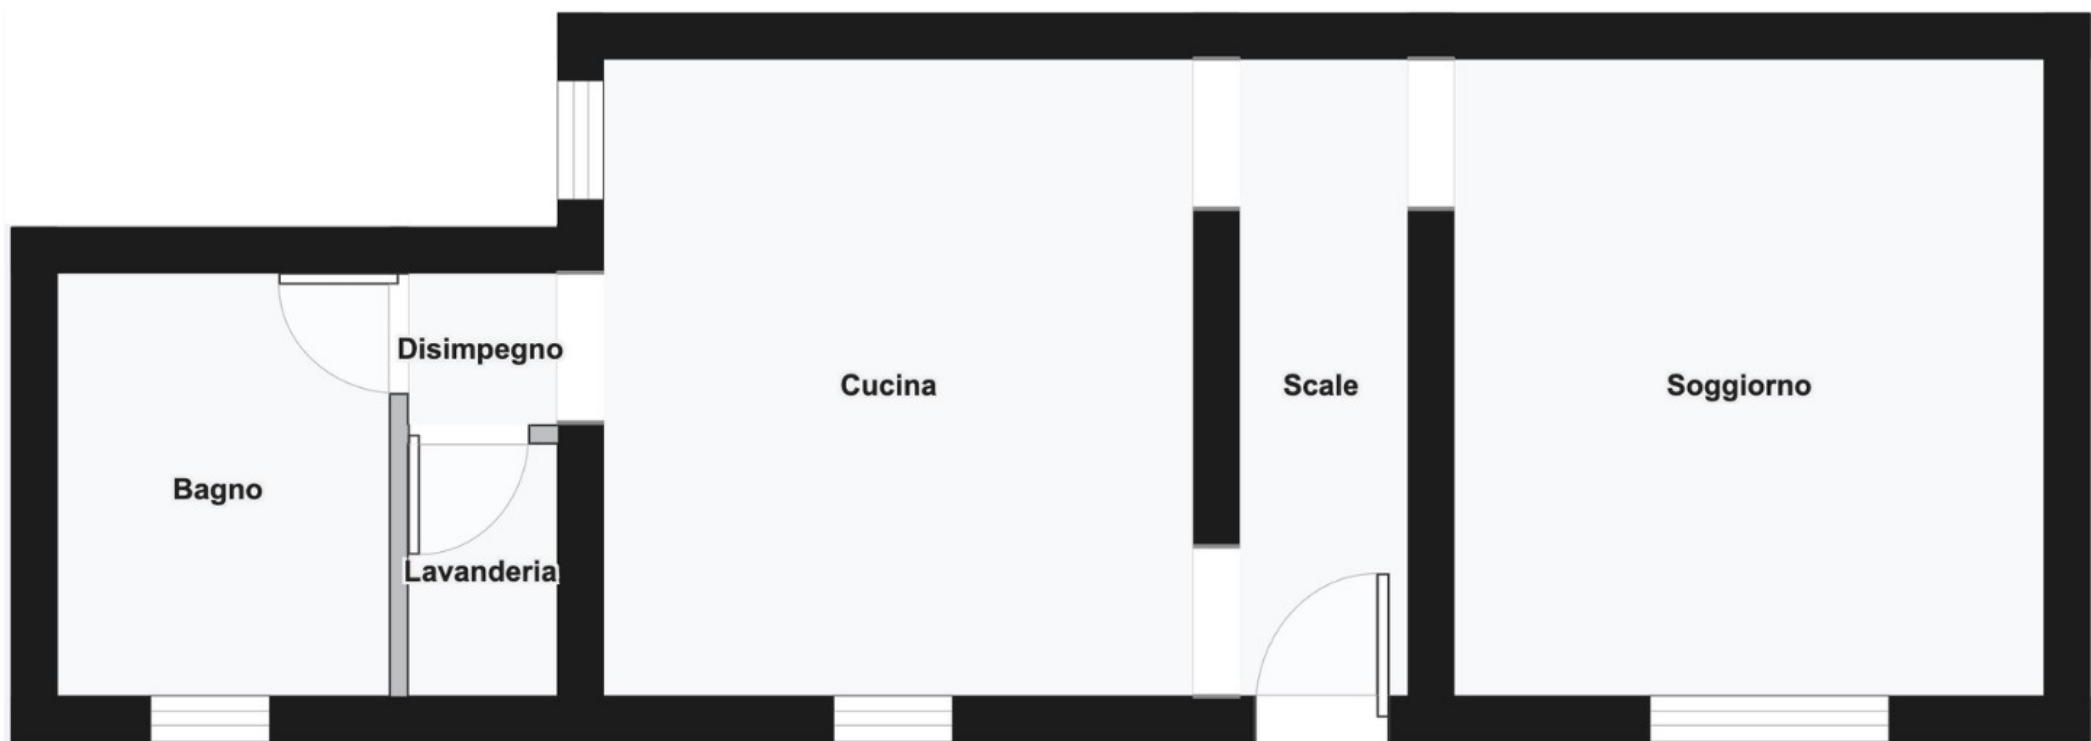 Disimpegno
Cucina
Scale
Soggiorno
Bagno
Lavanderia